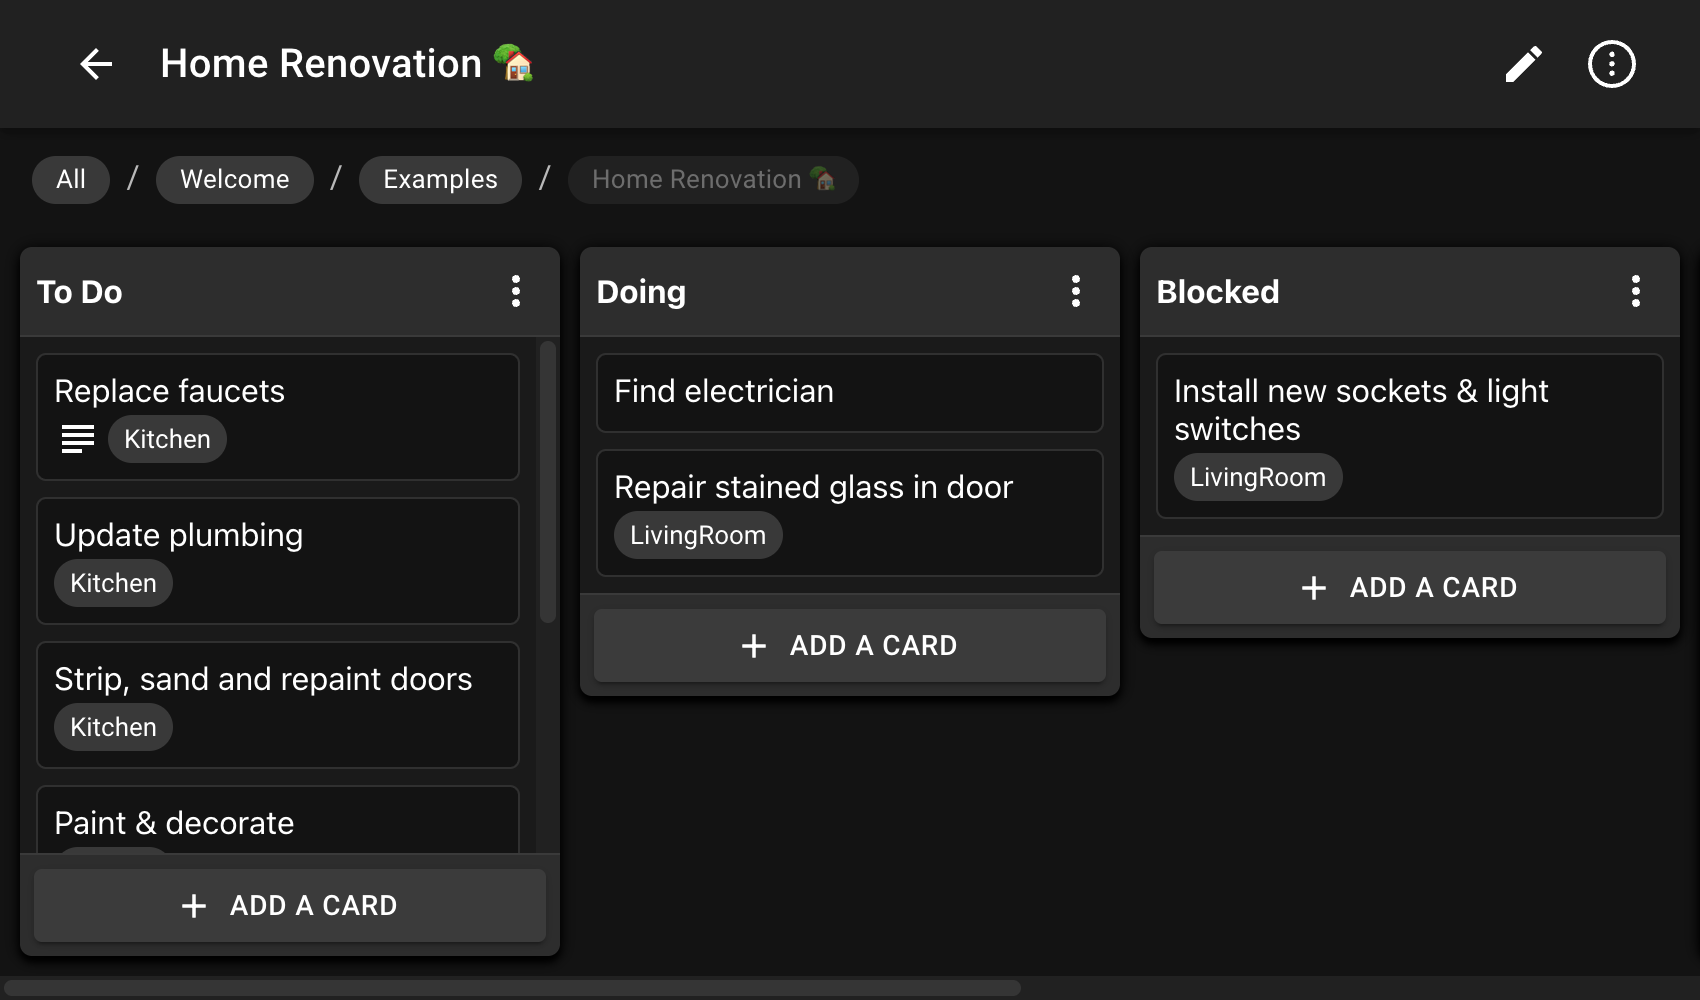 Home Renovation 🏡
All / Welcome / Examples / Home Renovation 🏡
To Do
Replace faucets
Kitchen
Update plumbing
Kitchen
Strip, sand and repaint doors
Kitchen
Paint & decorate
+ ADD A CARD
Doing
Find electrician
Repair stained glass in door
LivingRoom
+ ADD A CARD
Blocked
Install new sockets & light
switches
LivingRoom
+ ADD A CARD